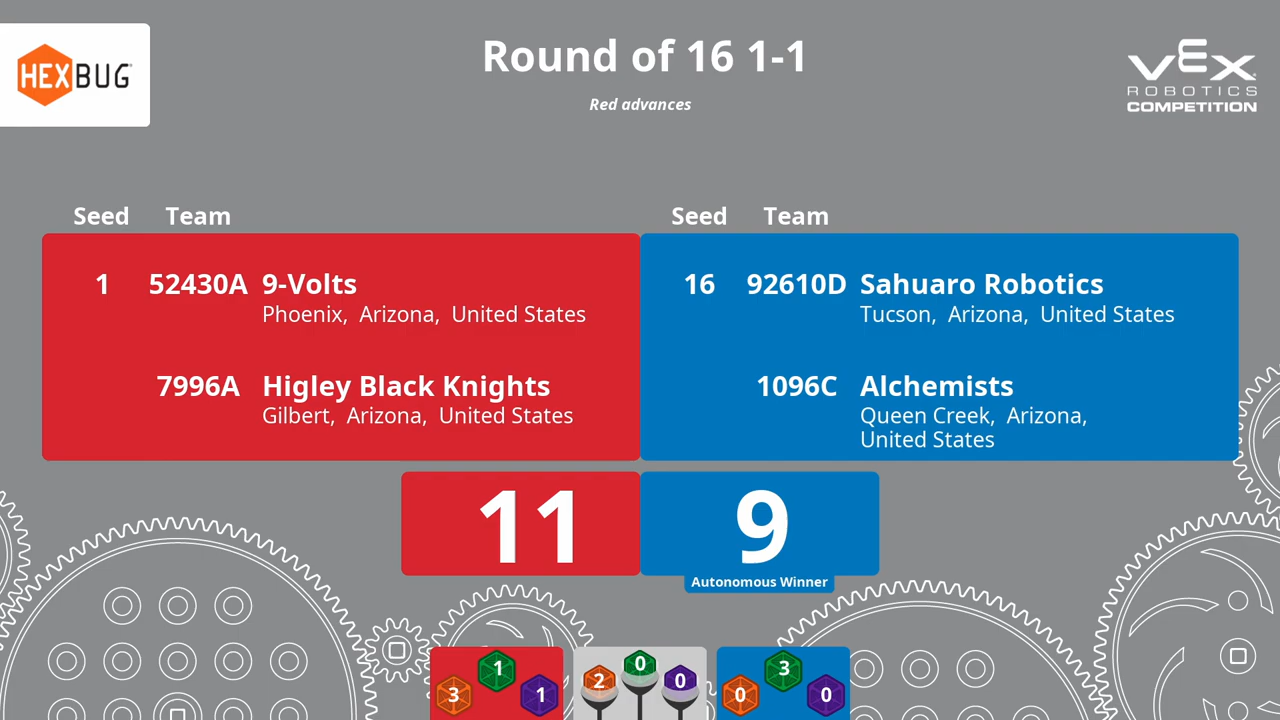 HEXBUG
Round of 16 1-1
Red advances
VEX
ROBOTICS
COMPETITION
Seed Team
Seed Team
1 52430A 9-Volts
Phoenix, Arizona, United States
7996A Higley Black Knights
Gilbert, Arizona, United States
16 92610D Sahuaro Robotics
Tucson, Arizona, United States
1096C Alchemists
Queen Creek, Arizona,
United States
11
9
Autonomous Winner
3 1 1
2 0 0
0 3 0